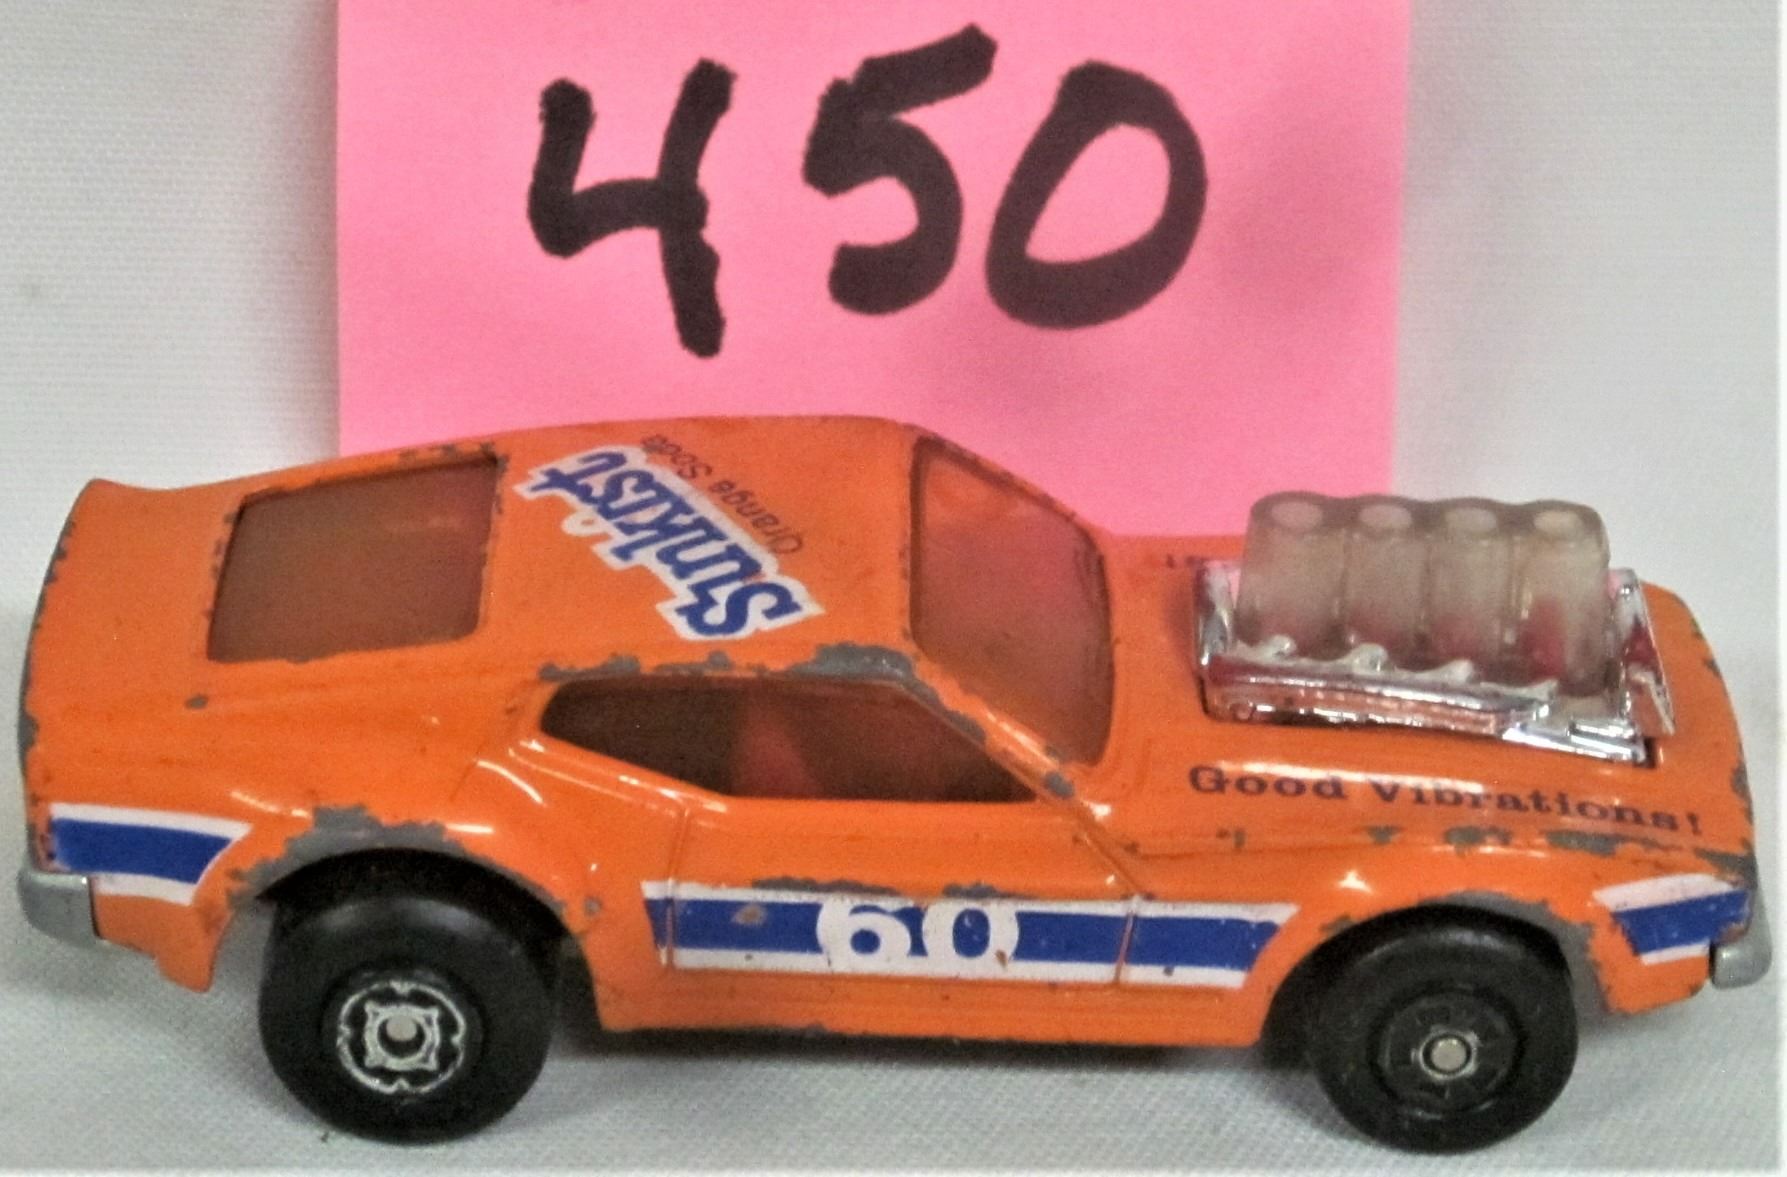 450
Sunkist
Orange Soda
Good Vibrations!
60